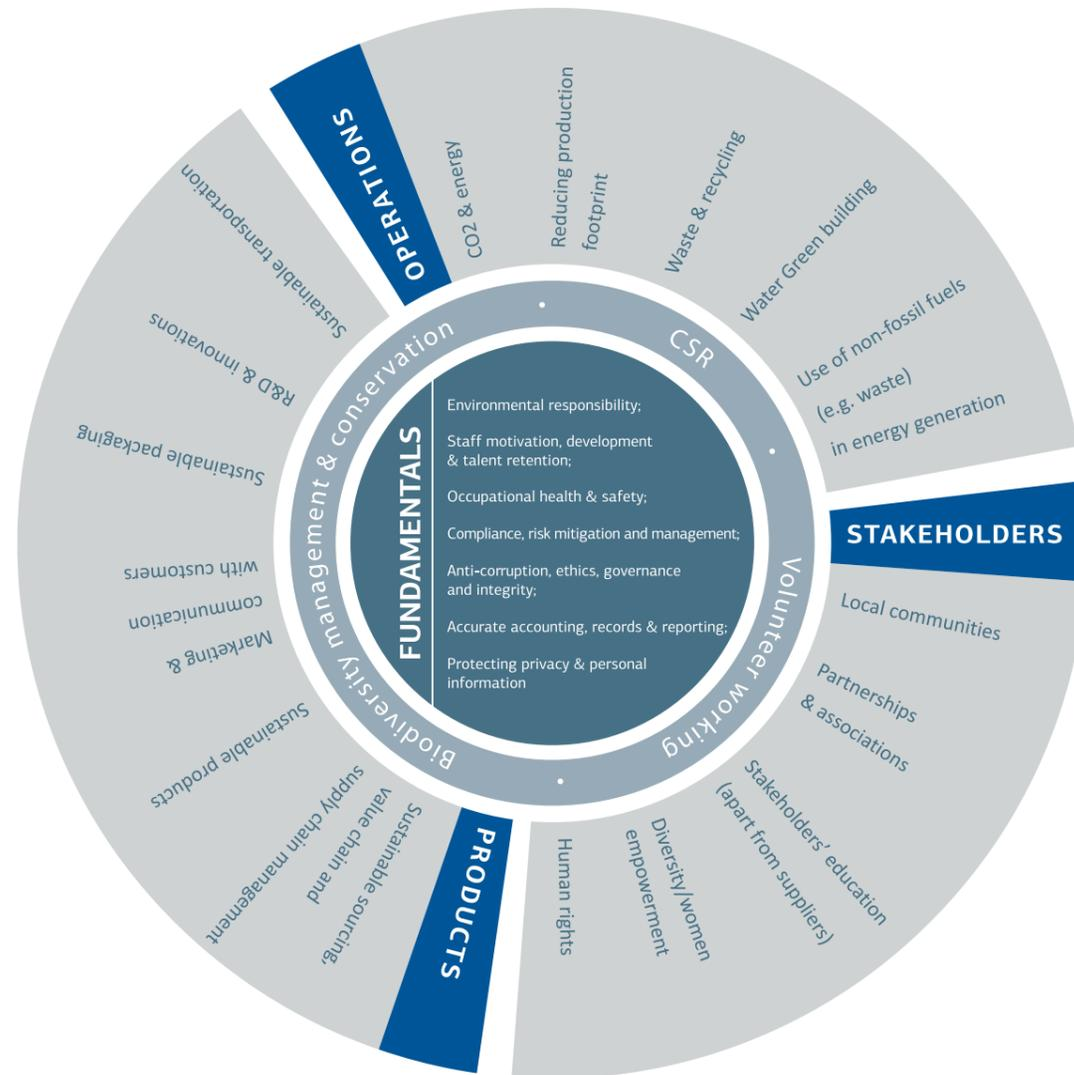 OPERATIONS
CO2 & energy
Reducing production
footprint
Waste & recycling
Water Green building
Use of non-fossil fuels
(e.g. waste)
in energy generation
STAKEHOLDERS
Local communities
Partnerships
& associations
Stakeholders’ education
(apart from suppliers)
Diversity/women
empowerment
Human rights
PRODUCTS
Sustainable sourcing,
value chain and
supply chain management
Sustainable products
Marketing &
communication
with customers
Sustainable packaging
R&D & innovations
Sustainable transportation
Biodiversity management & conservation
CSR
Volunteer working
FUNDAMENTALS
Environmental responsibility;
Staff motivation, development
& talent retention;
Occupational health & safety;
Compliance, risk mitigation and management;
Anti-corruption, ethics, governance
and integrity;
Accurate accounting, records & reporting;
Protecting privacy & personal
information